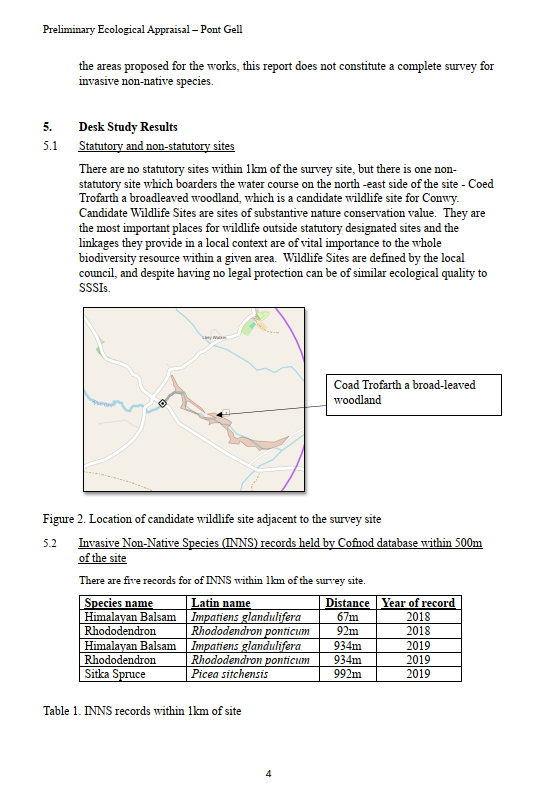 Preliminary Ecological Appraisal – Pont Gell
the areas proposed for the works, this report does not constitute a complete survey for
invasive non-native species.
5. Desk Study Results
5.1 Statutory and non-statutory sites
There are no statutory sites within 1km of the survey site, but there is one non-
statutory site which boarders the water course on the north -east side of the site - Coed
Trofarth a broadleaved woodland, which is a candidate wildlife site for Conwy.
Candidate Wildlife Sites are sites of substantive nature conservation value. They are
the most important places for wildlife outside statutory designated sites and the
linkages they provide in a local context are of vital importance to the whole
biodiversity resource within a given area. Wildlife Sites are defined by the local
council, and despite having no legal protection can be of similar ecological quality to
SSSIs.
Coad Trofarth a broad-leaved
woodland
Figure 2. Location of candidate wildlife site adjacent to the survey site
5.2 Invasive Non-Native Species (INNS) records held by Cofnod database within 500m
of the site
There are five records for of INNS within 1km of the survey site.
Species name Latin name Distance Year of record
Himalayan Balsam Impatiens glandulifera 67m 2018
Rhododendron Rhododendron ponticum 92m 2018
Himalayan Balsam Impatiens glandulifera 934m 2019
Rhododendron Rhododendron ponticum 934m 2019
Sitka Spruce Picea sitchensis 992m 2019
Table 1. INNS records within 1km of site
4